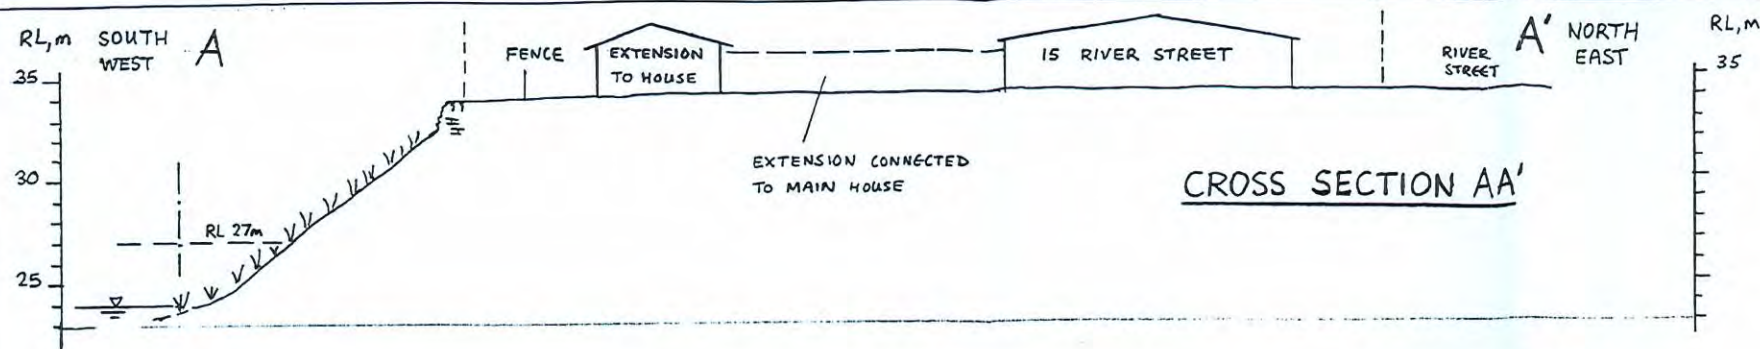 RL,m SOUTH WEST A
FENCE
EXTENSION
TO HOUSE
15 RIVER STREET
RIVER
STREET
A' NORTH
EAST
RL,m
35
30
25
35
RL 27m
EXTENSION CONNECTED
TO MAIN HOUSE
CROSS SECTION AA'